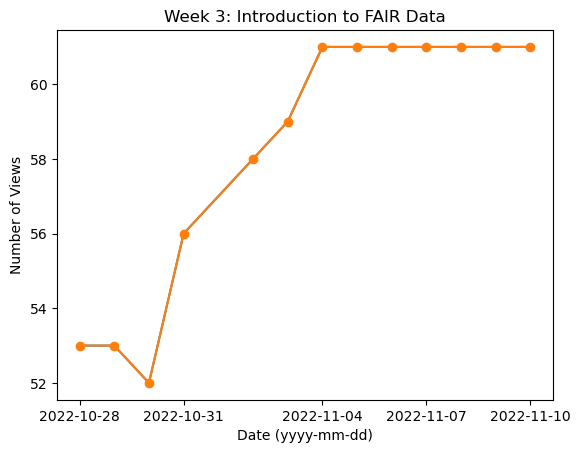 Week 3: Introduction to FAIR Data
Number of Views
60
58
56
54
52
2022-10-28 2022-10-31 2022-11-04 2022-11-07 2022-11-10
Date (yyyy-mm-dd)